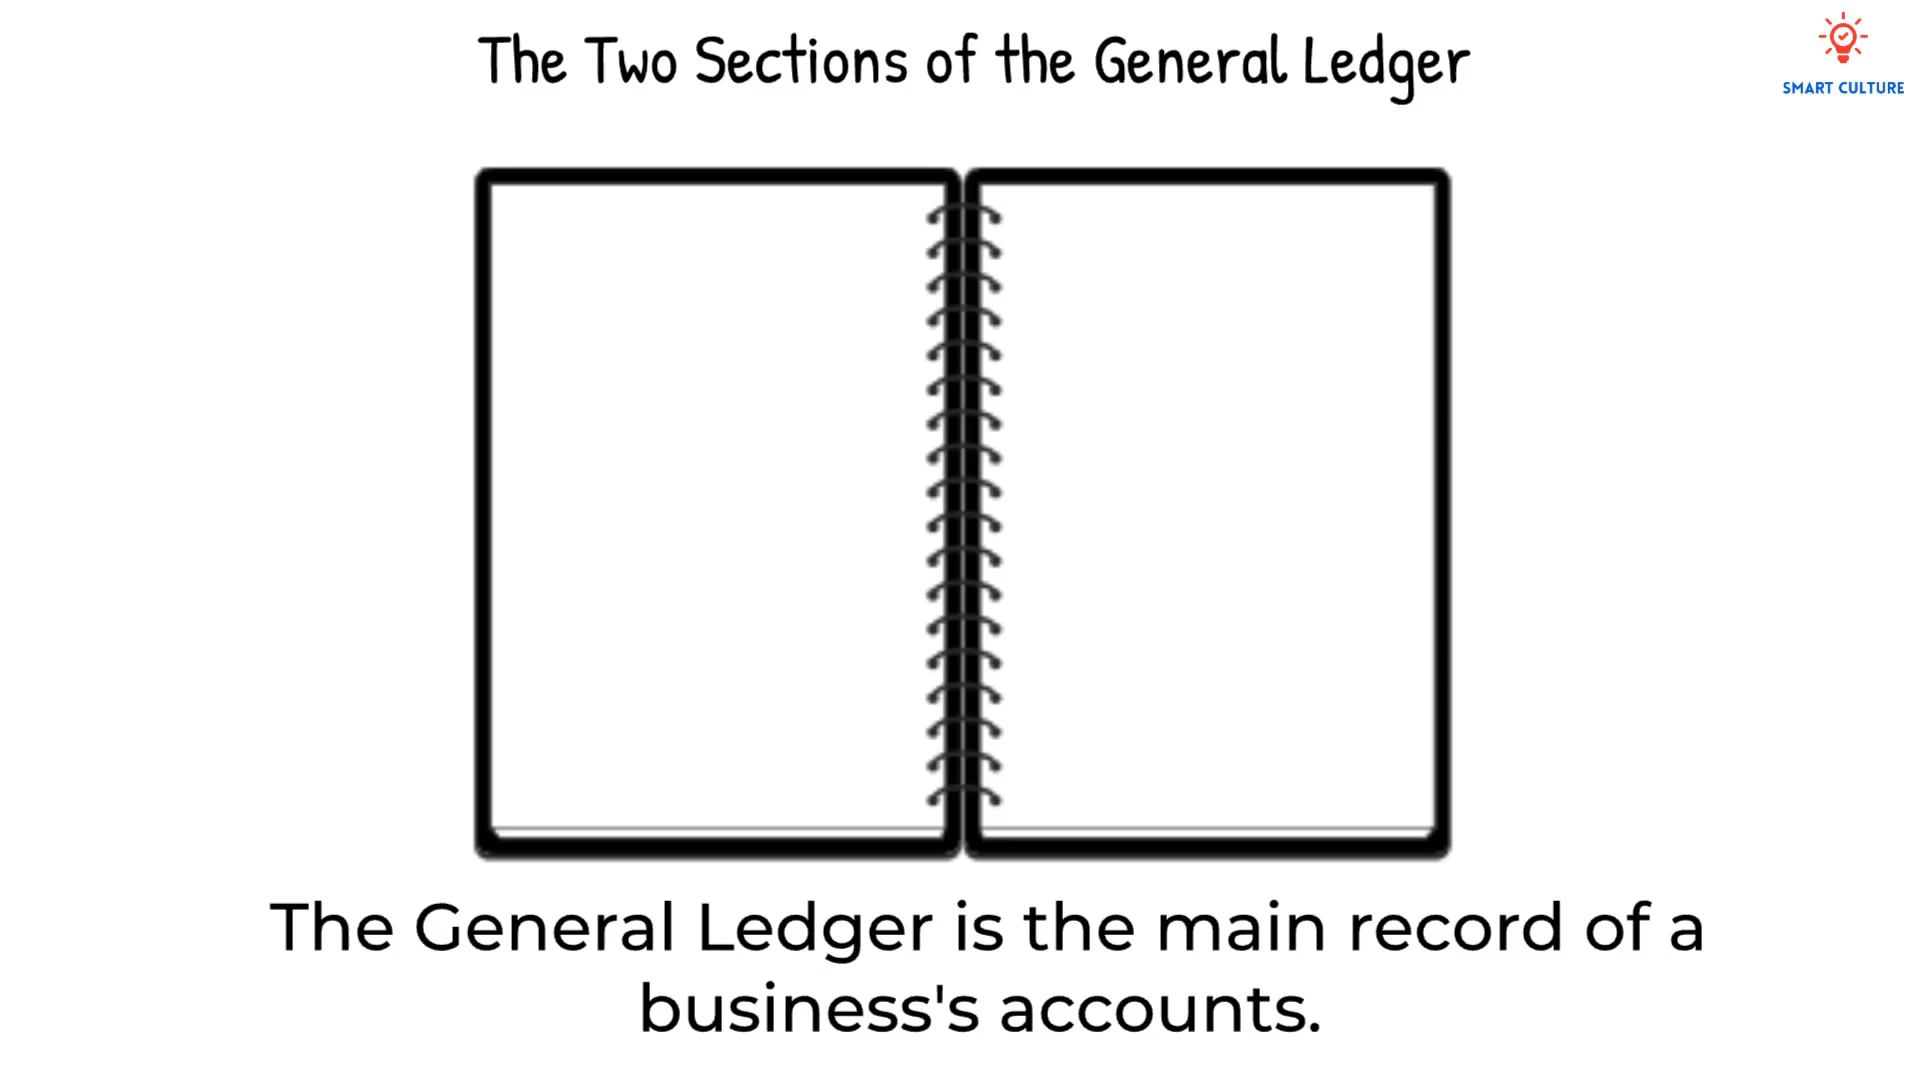 The Two Sections of the General Ledger
SMART CULTURE
The General Ledger is the main record of a
business's accounts.